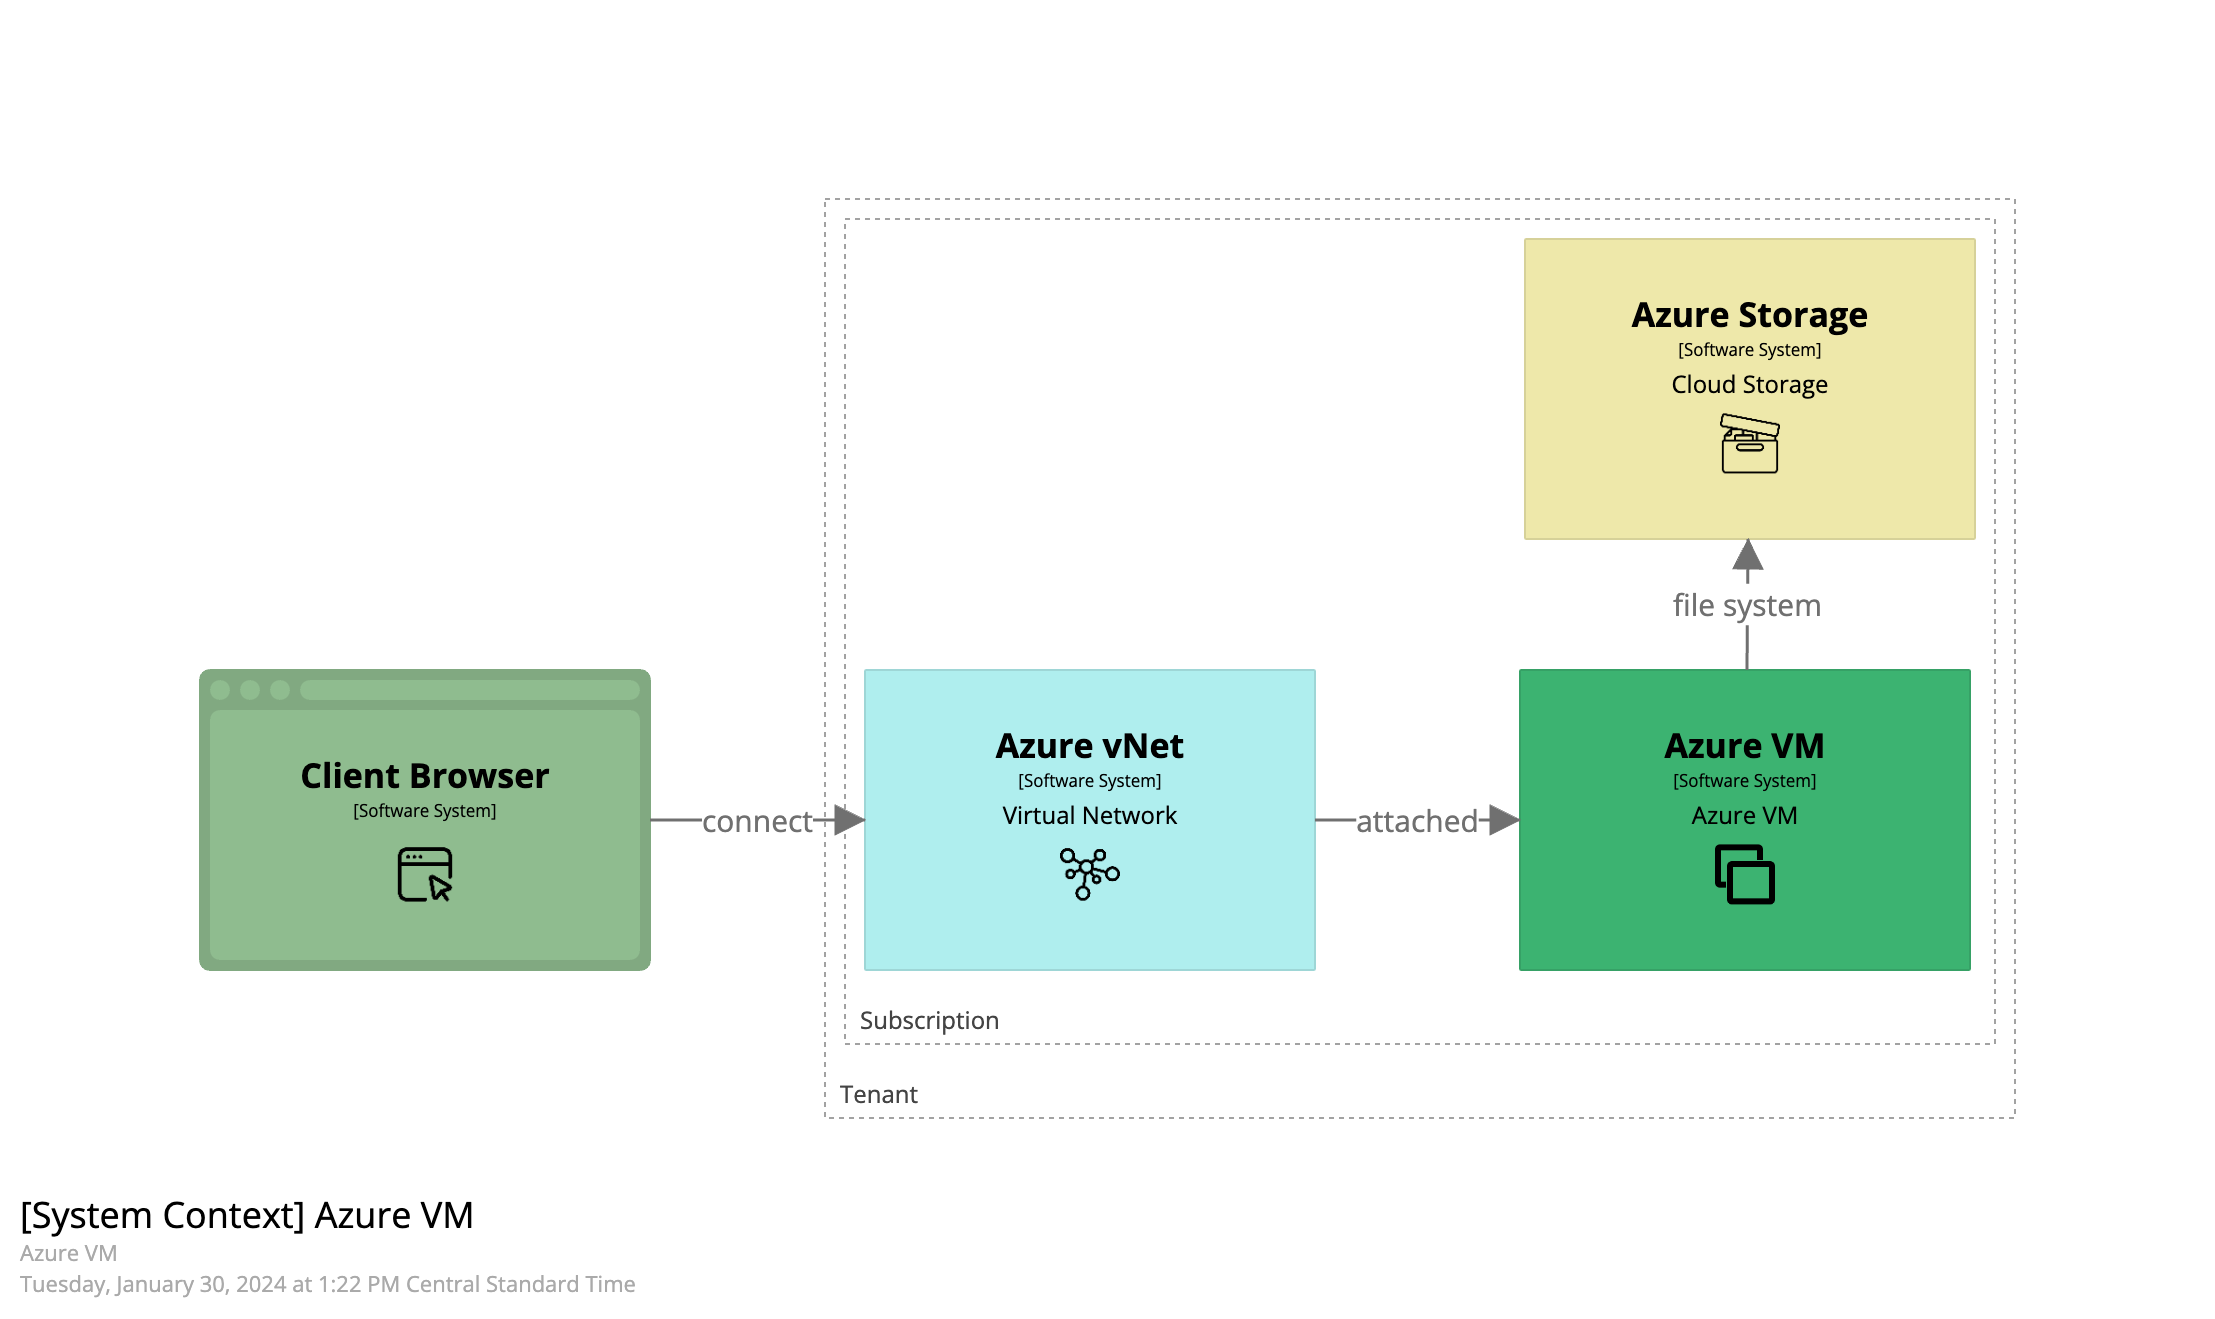 Azure Storage
[Software System]
Cloud Storage
file system
Client Browser
[Software System]
connect
Azure vNet
[Software System]
Virtual Network
attached
Azure VM
[Software System]
Azure VM
Subscription
Tenant
[System Context] Azure VM
Azure VM
Tuesday, January 30, 2024 at 1:22 PM Central Standard Time